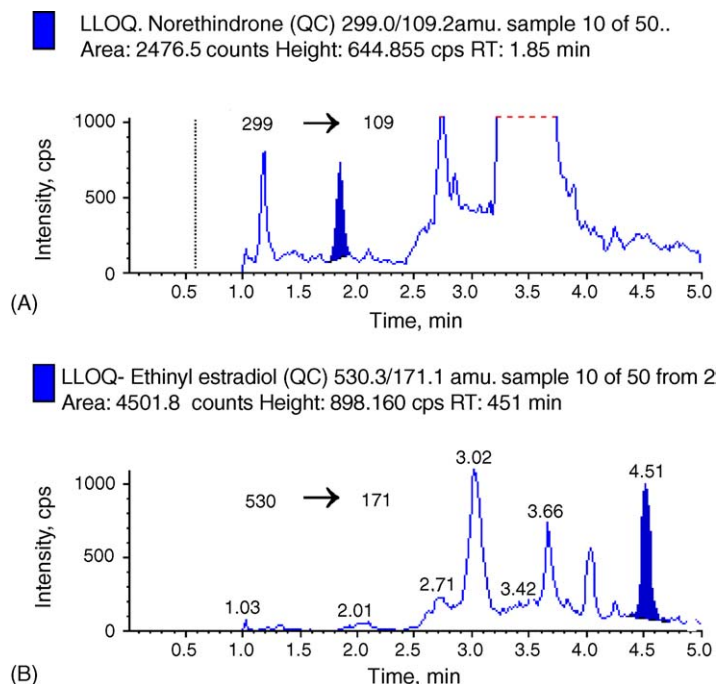 LLOQ. Norethindrone (QC) 299.0/109.2amu. sample 10 of 50..
Area: 2476.5 counts Height: 644.855 cps RT: 1.85 min
299 → 109
Intensity, cps
1000
500
0
0.5 1.0 1.5 2.0 2.5 3.0 3.5 4.0 4.5 5.0
Time, min
(A)
LLOQ- Ethinyl estradiol (QC) 530.3/171.1 amu. sample 10 of 50 from 2
Area: 4501.8 counts Height: 898.160 cps RT: 451 min
530 → 171
Intensity, cps
1000
500
0
1.03
2.01
2.71
3.02
3.42
3.66
4.51
0.5 1.0 1.5 2.0 2.5 3.0 3.5 4.0 4.5 5.0
Time, min
(B)